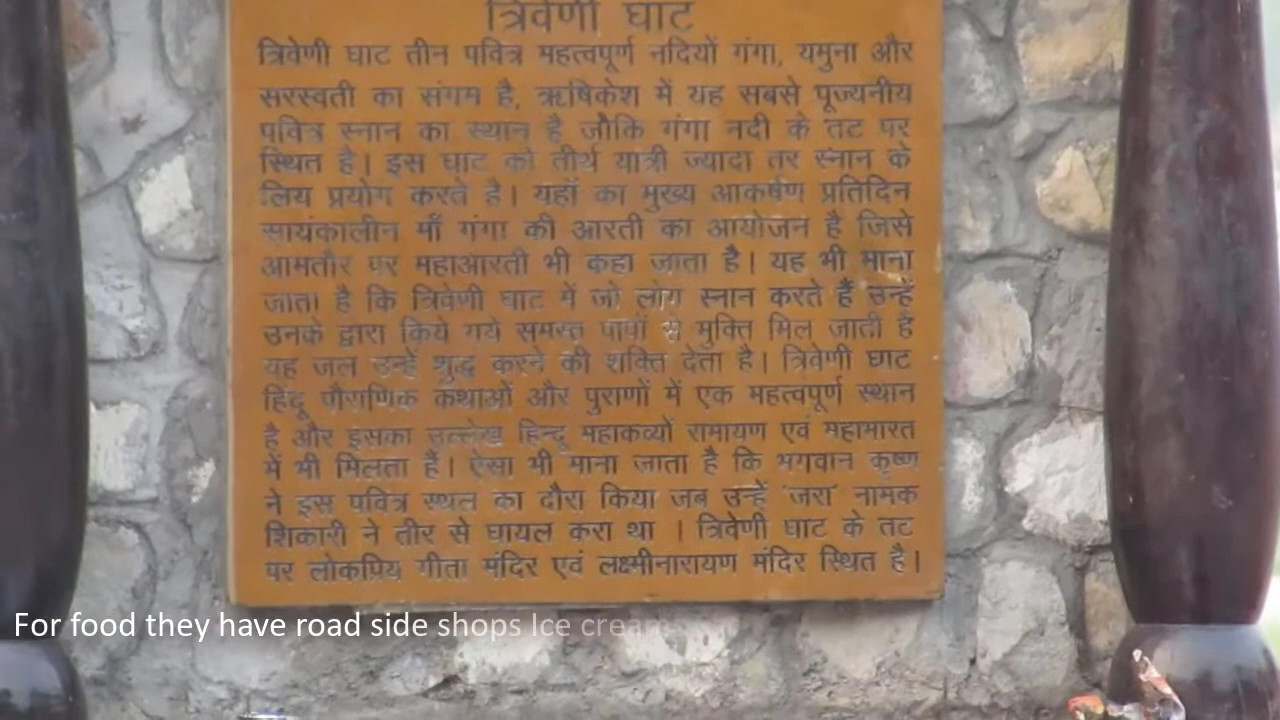 त्रिवेणी घाट
त्रिवेणी घाट तीन पवित्र महत्वपूर्ण नदियों गंगा, यमुना और
सरस्वती का संगम है, ऋषिकेश में यह सबसे पूज्यनीय
पवित्र स्नान का स्थान है जौकि गंगा नदी के तट पर
स्थित है। इस घाट को तीर्थ यात्री ज्यादा तर स्नान के
लिय प्रयोग करते है। यहाँ का मुख्य आकर्षण प्रतिदिन
सायंकालीन माँ गंगा की आरती का आयोजन है जिसे
आमतौर पर महाआरती भी कहा जाता है। यह भी माना
जाता है कि त्रिवेणी घाट में जो लोग स्नान करते हैं उन्हें
उनके द्वारा किये गये समस्त पापों से मुक्ति मिल जाती है
यह जल उन्हें शुद्ध करने की शक्ति देता है। त्रिवेणी घाट
हिंदू पौराणिक कथाओं और पुराणों में एक महत्वपूर्ण स्थान
है और इसका उल्लेख हिन्दू महाकव्यों रामायण एवं महाभारत
में भी मिलता हैं। ऐसा भी माना जाता है कि भगवान कृष्ण
ने इस पवित्र स्थल का दौरा किया जब उन्हें 'जरा' नामक
शिकारी ने तीर से घायल करा था । त्रिवेणी घाट के तट
पर लोकप्रिय गीता मंदिर एवं लक्ष्मीनारायण मंदिर स्थित है।
For food they have road side shops Ice cream